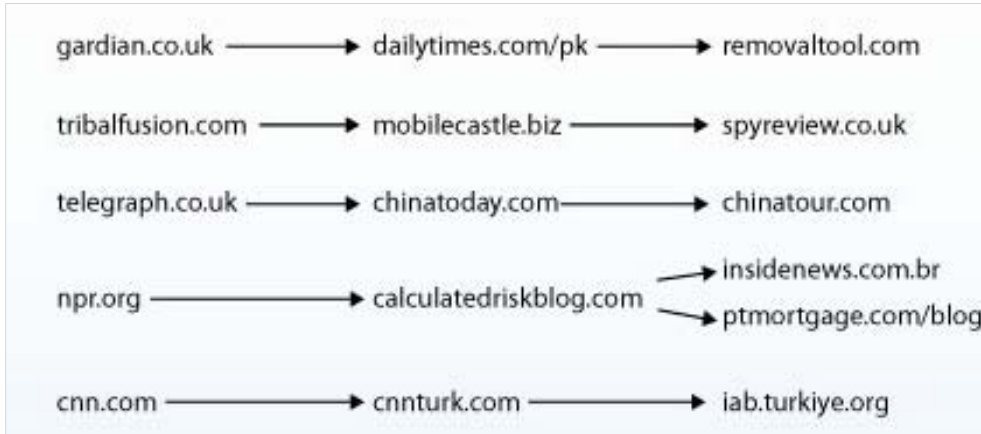 gardian.co.uk dailytimes.com/pk removaltool.com
tribalfusion.com mobilecastle.biz spyreview.co.uk
telegraph.co.uk chinatoday.com chinatour.com
insidenews.com.br
npr.org calculatedriskblog.com
ptmortgage.com/blog
cnn.com cnnturk.com iab.turkiye.org